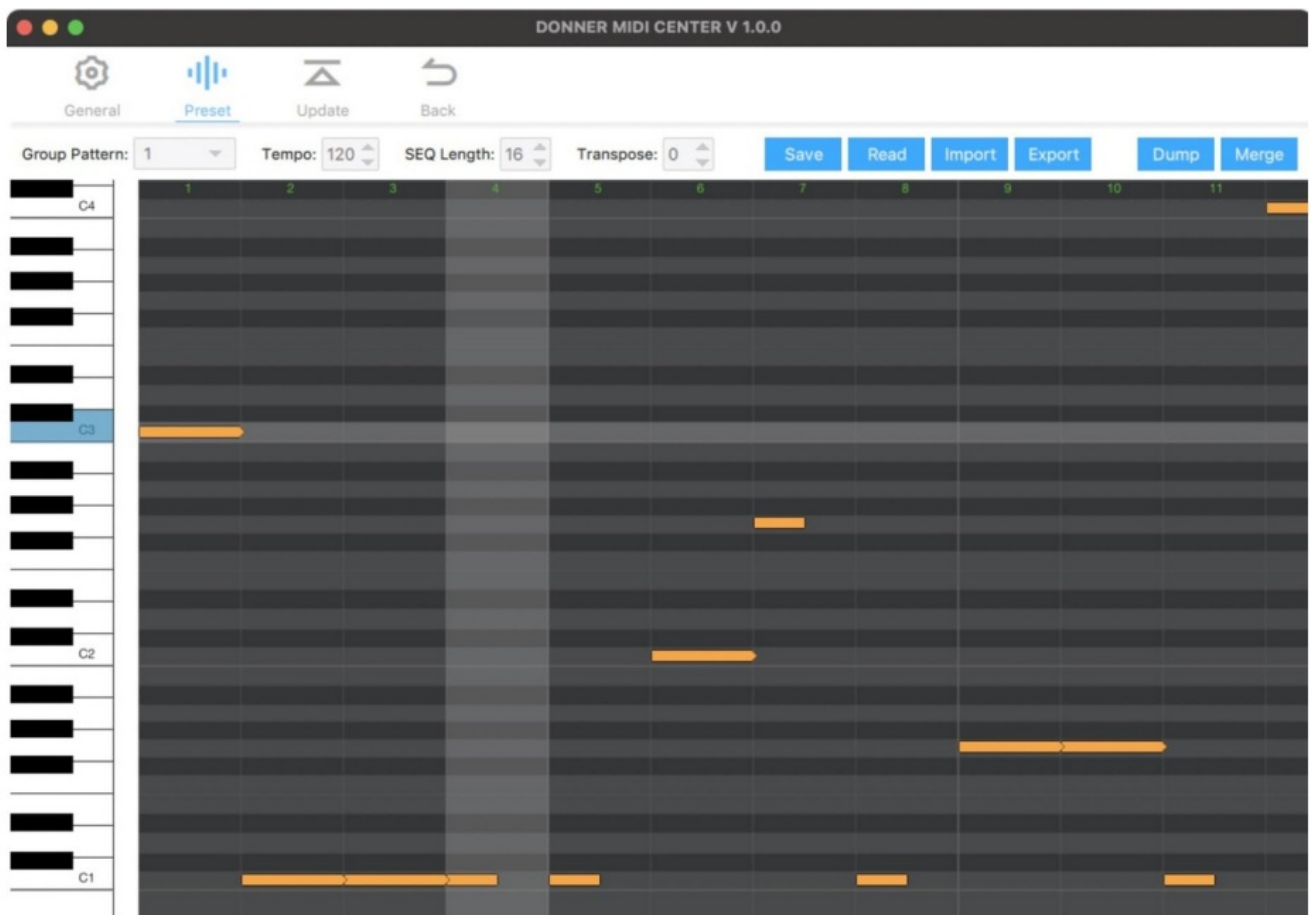 DONNER MIDI CENTER V 1.0.0
General Preset Update Back
Group Pattern: 1 Tempo: 120 SEQ Length: 16 Transpose: 0 Save Read Import Export Dump Merge
1 2 3 4 5 6 7 8 9 10 11
C4
C3
C2
C1